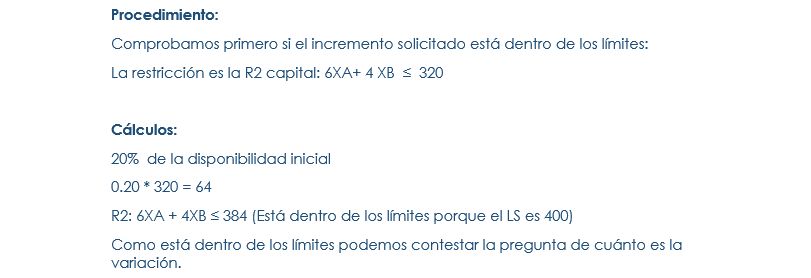 Procedimiento:
Comprobamos primero si el incremento solicitado está dentro de los límites:
La restricción es la R2 capital: 6XA+ 4 XB ≤ 320
Cálculos:
20% de la disponibilidad inicial
0.20 * 320 = 64
R2: 6XA + 4XB ≤ 384 (Está dentro de los límites porque el LS es 400)
Como está dentro de los límites podemos contestar la pregunta de cuánto es la
variación.